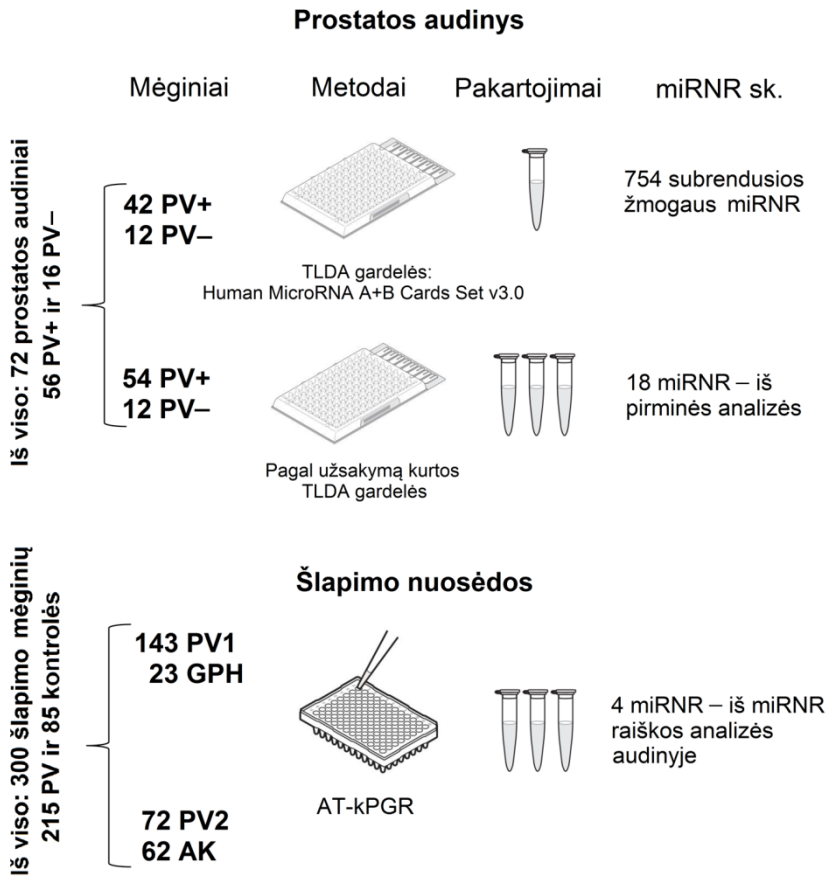 Prostatos audinys
Mėginiai Metodai Pakartojimai miRNR sk.
Iš viso: 72 prostatos audiniai
56 PV+ ir 16 PV–
42 PV+
12 PV–
TLDA gardelės:
Human MicroRNA A+B Cards Set v3.0
754 subrendusios
žmogaus miRNR
54 PV+
12 PV–
Pagal užsakymą kurtos
TLDA gardelės
18 miRNR – iš
pirminės analizės
Šlapimo nuosėdos
Iš viso: 300 šlapimo mėginių
215 PV ir 85 kontrolės
143 PV1
23 GPH
72 PV2
62 AK
AT-kPGR
4 miRNR – iš miRNR
raiškos analizės
audinyje